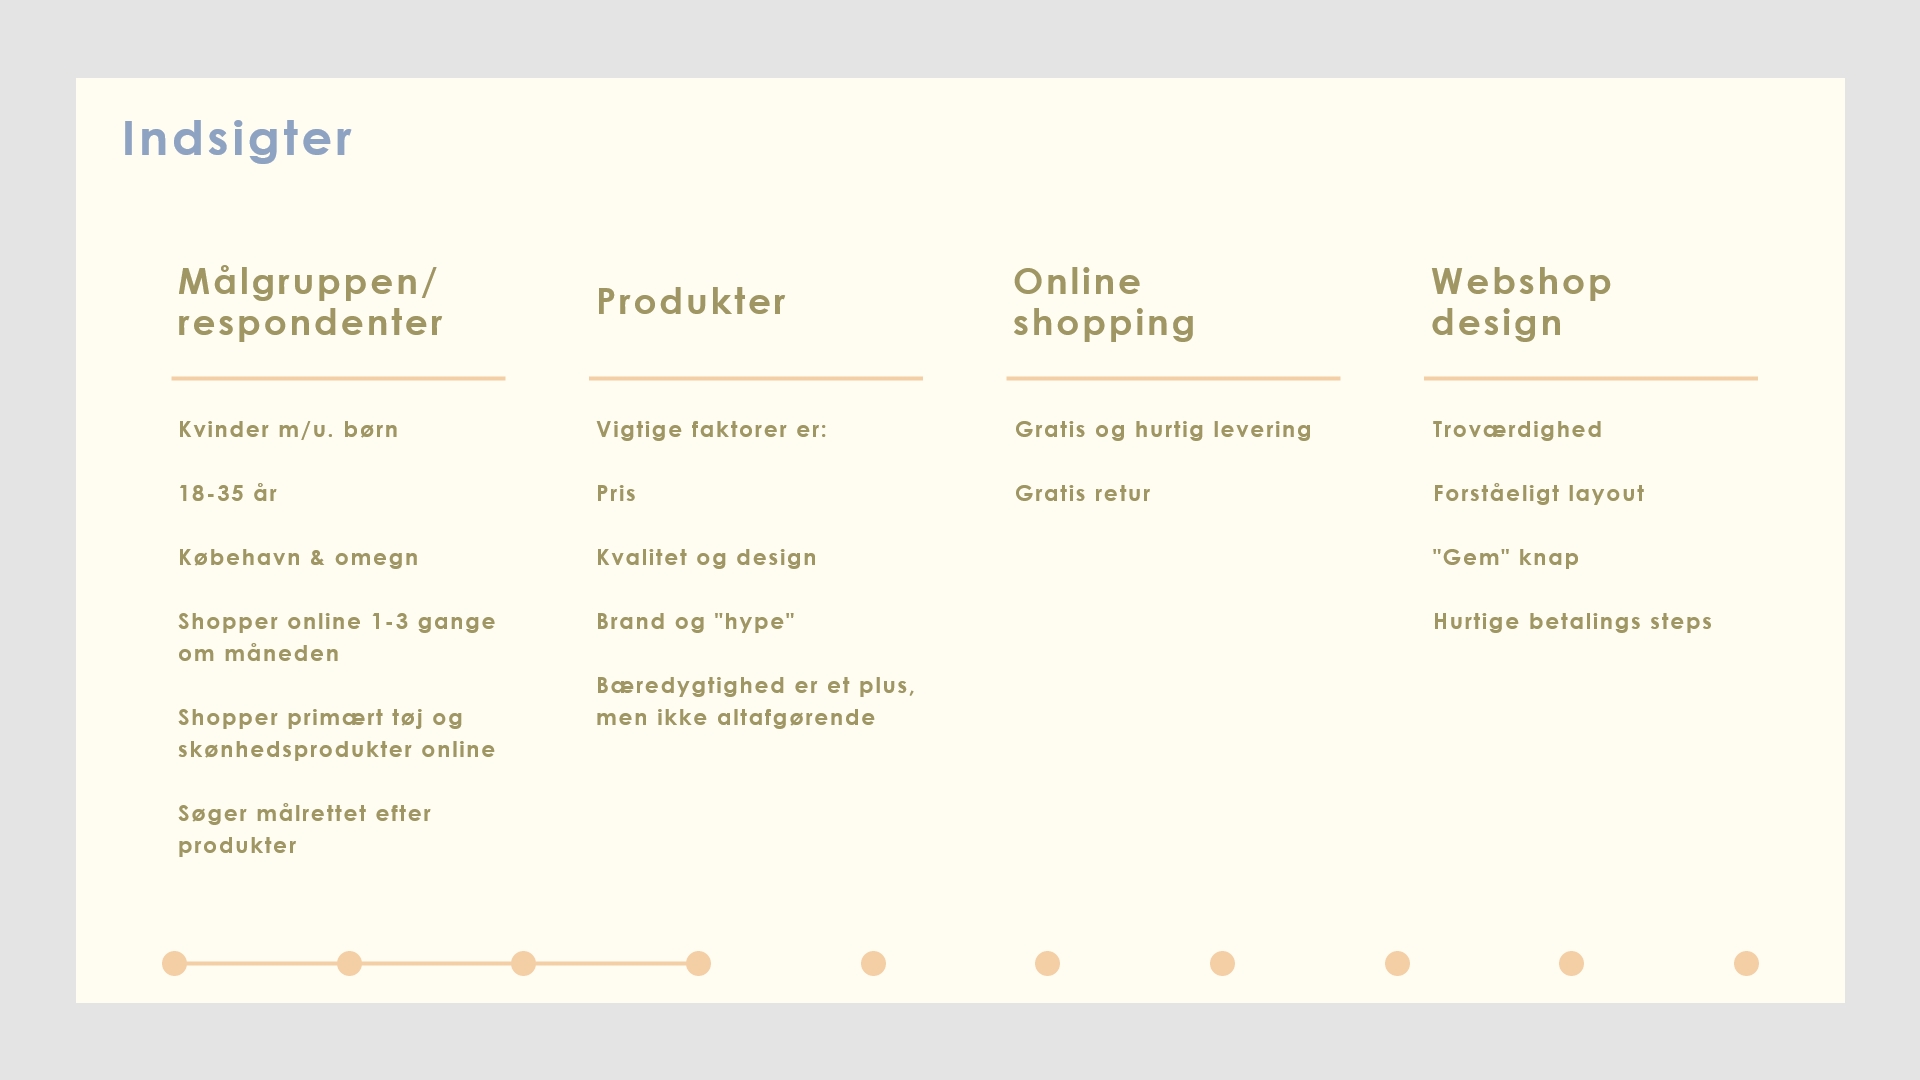 Indsigter
Målgruppen/
respondenter
Kvinder m/u. børn
18-35 år
Købehavn & omegn
Shopper online 1-3 gange
om måneden
Shopper primært tøj og
skønhedsprodukter online
Søger målrettet efter
produkter
Produkter
Vigtige faktorer er:
Pris
Kvalitet og design
Brand og "hype"
Bæredygtighed er et plus,
men ikke altafgørende
Online
shopping
Gratis og hurtig levering
Gratis retur
Webshop
design
Troværdighed
Forståeligt layout
"Gem" knap
Hurtige betalings steps